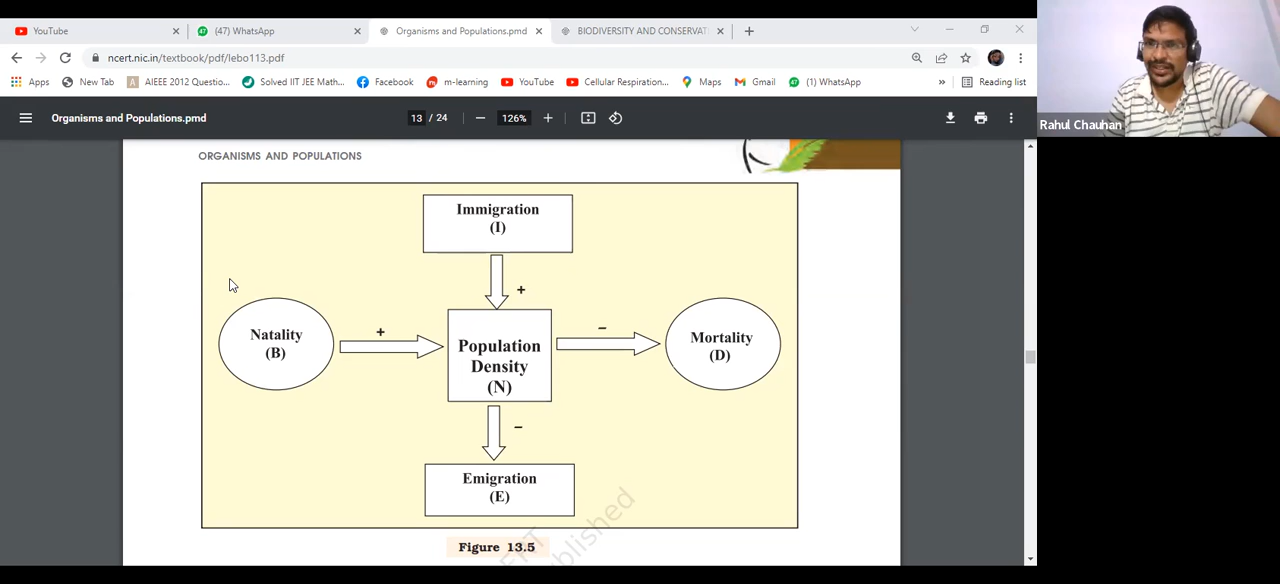 YouTube
(47) WhatsApp
Organisms and Populations.pmd
BIODIVERSITY AND CONSERVAT
ncert.nic.in/textbook/pdf/lebo113.pdf
Apps
New Tab
AIEEE 2012 Questio...
Solved IIT JEE Math...
Facebook
m-learning
YouTube
Cellular Respiration...
Maps
Gmail
(1) WhatsApp
»
Reading list
Organisms and Populations.pmd
13 / 24
126%
Rahul Chauhan
ORGANISMS AND POPULATIONS
Immigration
(I)
+
Natality
(B)
+
Population
Density
(N)
–
Mortality
(D)
–
Emigration
(E)
Figure 13.5
blished